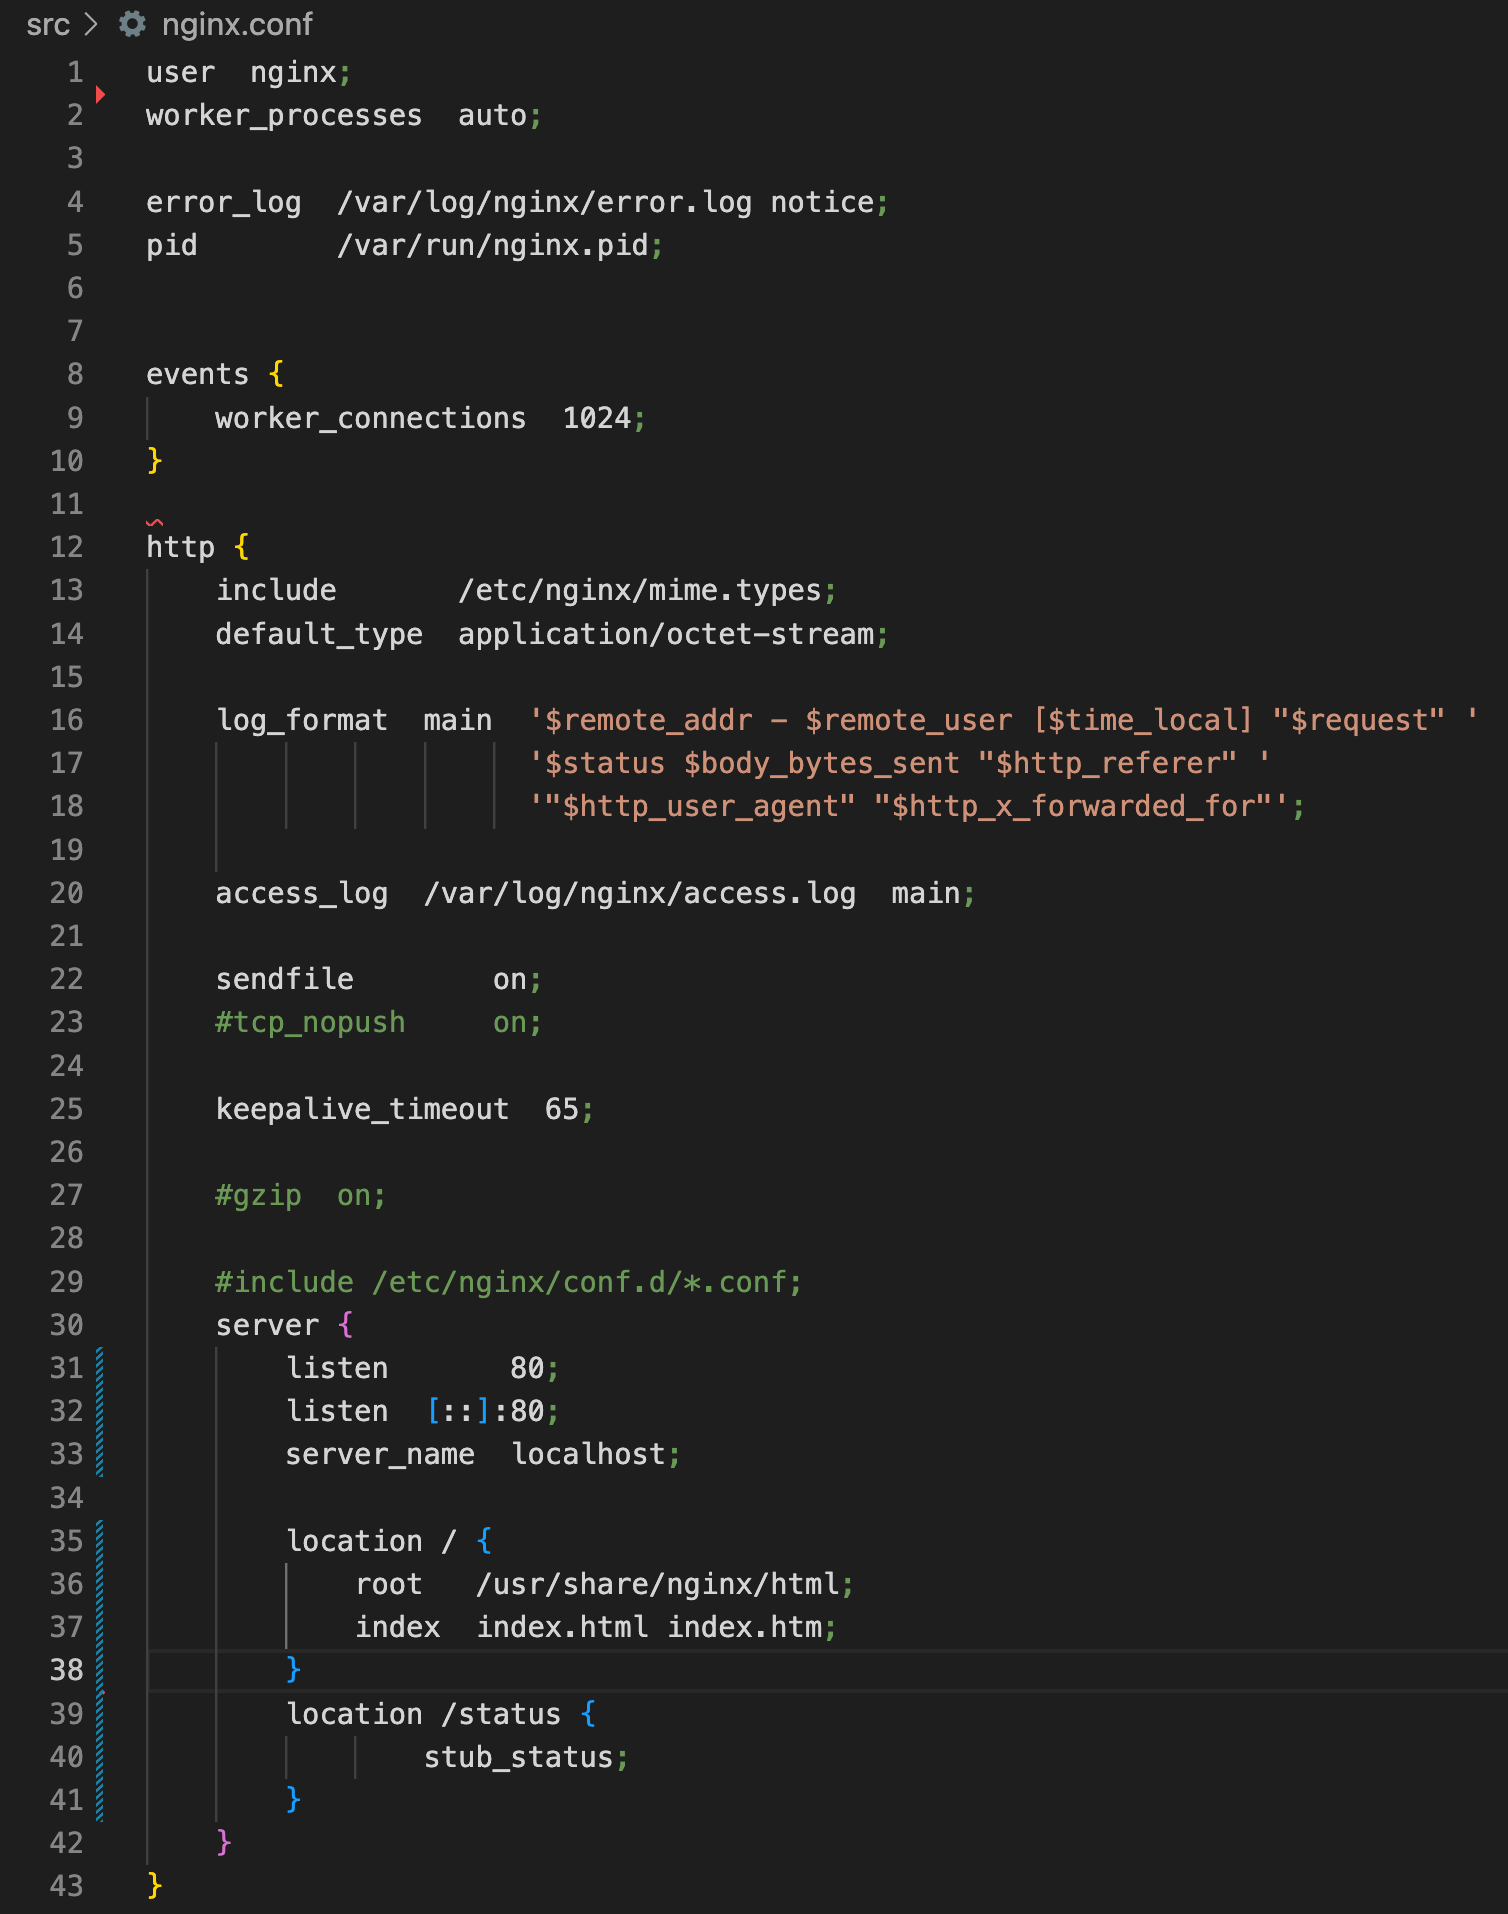 src > nginx.conf
1 user  nginx;
2 worker_processes  auto;
3
4 error_log  /var/log/nginx/error.log notice;
5 pid        /var/run/nginx.pid;
6
7
8 events {
9     worker_connections  1024;
10 }
11
12 http {
13     include       /etc/nginx/mime.types;
14     default_type  application/octet-stream;
15
16     log_format  main  '$remote_addr - $remote_user [$time_local] "$request" '
17                       '$status $body_bytes_sent "$http_referer" '
18                       '"$http_user_agent" "$http_x_forwarded_for"';
19
20     access_log  /var/log/nginx/access.log  main;
21
22     sendfile        on;
23     #tcp_nopush     on;
24
25     keepalive_timeout  65;
26
27     #gzip  on;
28
29     #include /etc/nginx/conf.d/*.conf;
30     server {
31         listen       80;
32         listen  [::]:80;
33         server_name  localhost;
34
35         location / {
36             root   /usr/share/nginx/html;
37             index  index.html index.htm;
38         }
39         location /status {
40                 stub_status;
41         }
42     }
43 }